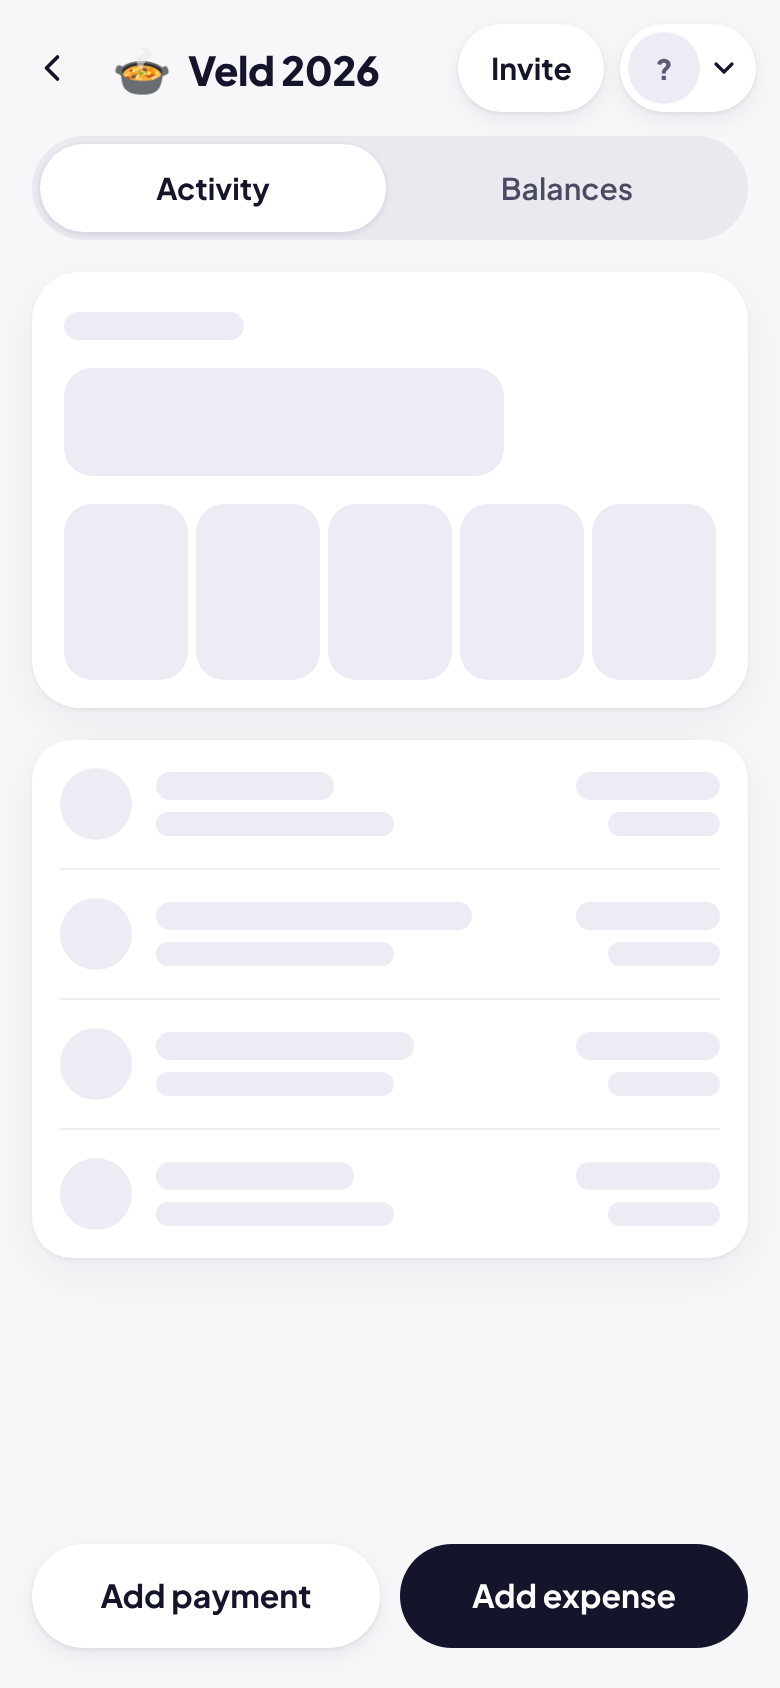 Veld 2026
Invite
?
Activity
Balances
Add payment
Add expense